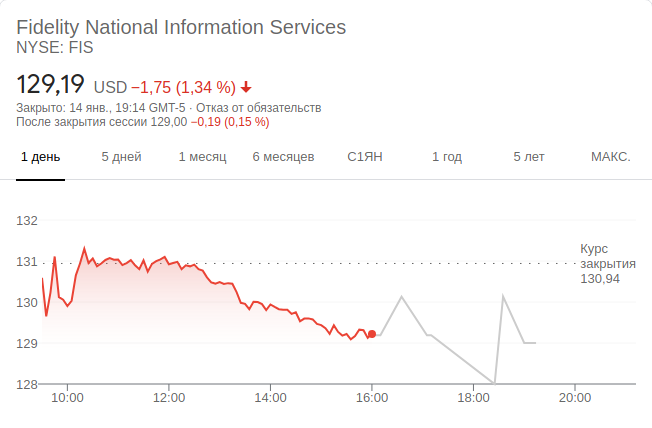 Fidelity National Information Services
NYSE: FIS
129,19 USD −1,75 (1,34 %)
Закрыто: 14 янв., 19:14 GMT-5 · Отказ от обязательств
После закрытия сессии 129,00 −0,19 (0,15 %)
1 день 5 дней 1 месяц 6 месяцев С1ЯН 1 год 5 лет МАКС.
132
131
130
129
128
Курс
закрытия
130,94
10:00 12:00 14:00 16:00 18:00 20:00